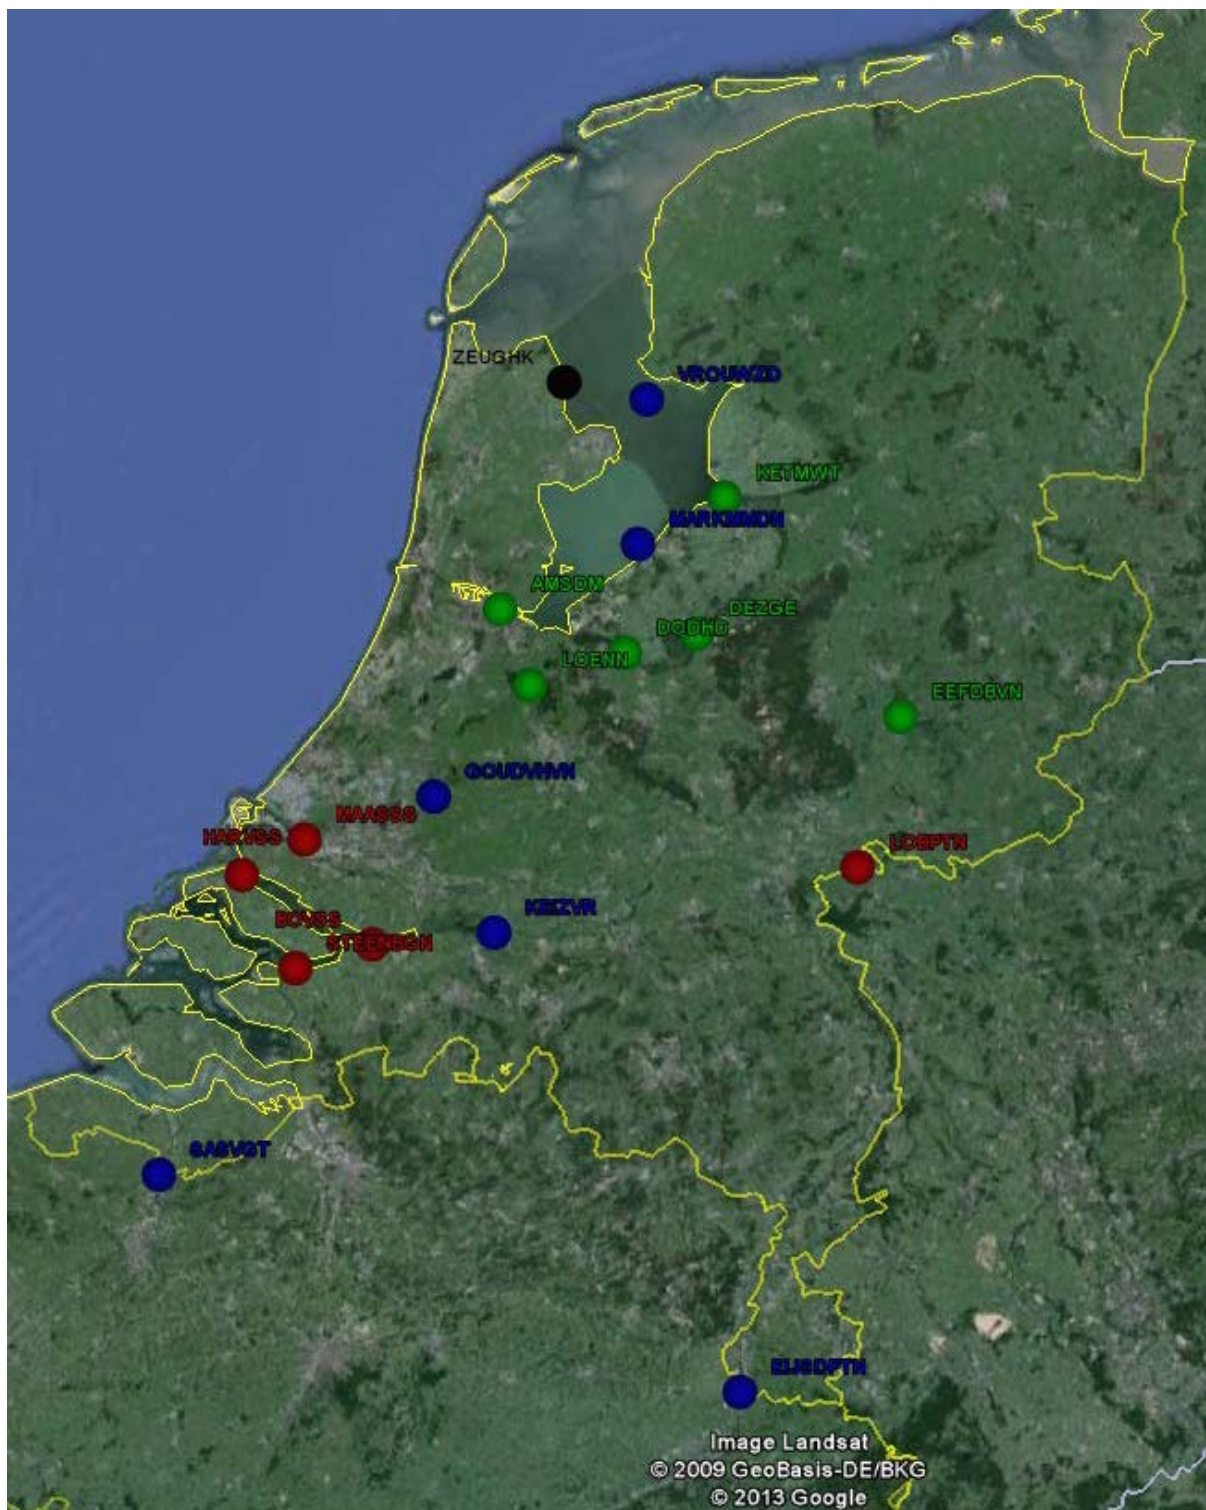 ZEUGHK
VROUWZD
KETMWT
MARKMMDN
AMSDM
DEZGE
DODHD
LOENN
EEFDBVN
GOUDVHVN
MAASSS
HARVSS
LOBPTN
KEIZVR
BOVSS
STEENBGN
SASVGT
EIJSDPTN
Image Landsat
© 2009 GeoBasis-DE/BKG
© 2013 Google